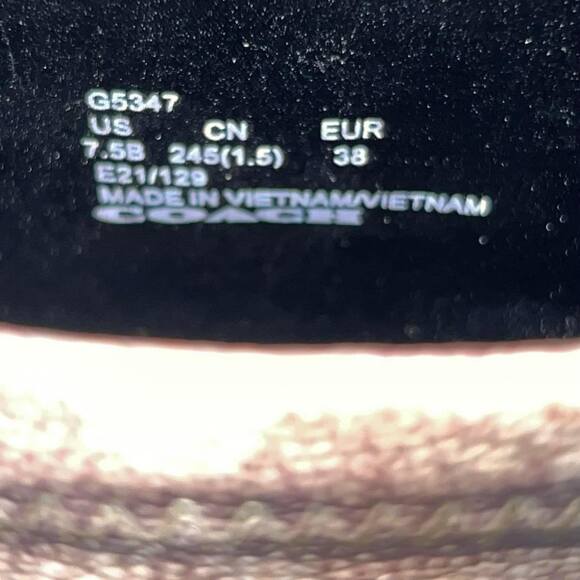 G5347
US CN EUR
7.5B 245(1.5) 38
E21/129
MADE IN VIETNAM/VIETNAM
COACH